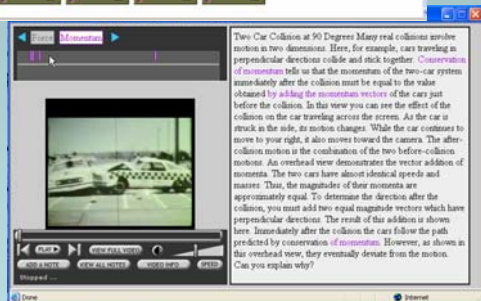 Force Momentum
Two Car Collision at 90 Degrees Many real collisions involve
motion in two dimensions. Here, for example, cars traveling in
perpendicular directions collide and stick together. Conservation
of momentum tells us that the momentum of the two-car system
immediately after the collision must be equal to the value
obtained by adding the momentum vectors of the cars just
before the collision. In this view you can see the effect of the
collision on the car traveling across the screen. As the car is
struck in the side, its motion changes. While the car continues to
move to your right, it also moves toward the camera. The after-
collision motion is the combination of the two before-collision
motions. An overhead view demonstrates the vector addition of
momenta. The two cars have almost identical speeds and
masses. Thus, the magnitudes of their momenta are
approximately equal. To determine the direction after the
collision, you must add two equal magnitude vectors which have
perpendicular directions. The result of this addition is shown
here. Immediately after the collision the cars follow the path
predicted by conservation of momentum. However, as shown in
this overhead view, they eventually deviate from the motion.
Can you explain why?
PLAY VIEW FULL VIDEO
ADD A NOTE VIEW ALL NOTES VIDEO INFO SPEED
Stopped ...
Done Internet